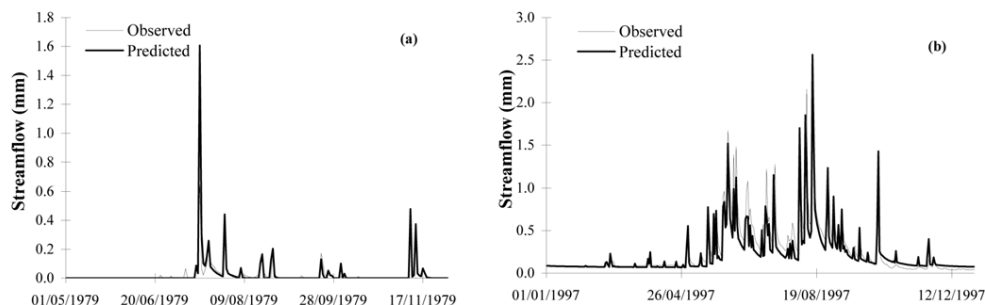 1.8
1.6
1.4
1.2
1.0
0.8
0.6
0.4
0.2
0.0
Streamflow (mm)
Observed
Predicted
(a)
01/05/1979 20/06/1979 09/08/1979 28/09/1979 17/11/1979
3.0
2.5
2.0
1.5
1.0
0.5
0.0
Streamflow (mm)
Observed
Predicted
(b)
01/01/1997 26/04/1997 19/08/1997 12/12/1997